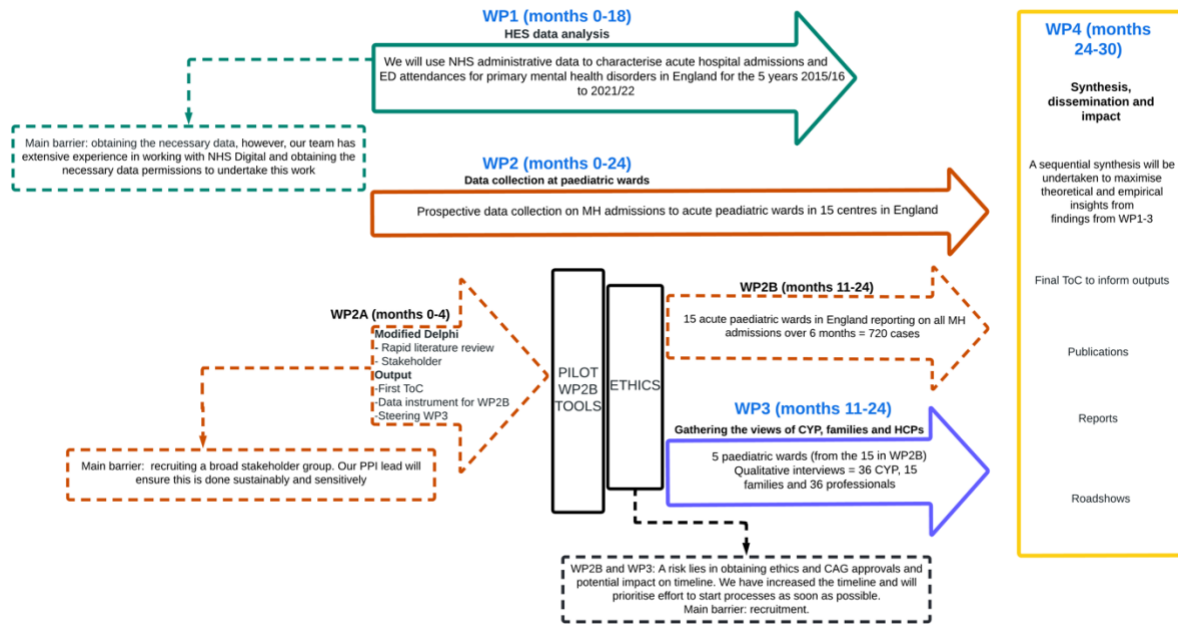 WP1 (months 0-18)
HES data analysis
We will use NHS administrative data to characterise acute hospital admissions and
ED attendances for primary mental health disorders in England for the 5 years 2015/16
to 2021/22
Main barrier: obtaining the necessary data, however, our team has
extensive experience in working with NHS Digital and obtaining the
necessary data permissions to undertake this work
WP2 (months 0-24)
Data collection at paediatric wards
Prospective data collection on MH admissions to acute peadiatric wards in 15 centres in England
WP2A (months 0-4)
Modified Delphi
- Rapid literature review
- Stakeholder
Output
-First ToC
-Data instrument for WP2B
-Steering WP3
Main barrier: recruiting a broad stakeholder group. Our PPI lead will
ensure this is done sustainably and sensitively
PILOT
WP2B
TOOLS
ETHICS
WP2B (months 11-24)
15 acute paediatric wards in England reporting on all MH
admissions over 6 months = 720 cases
WP3 (months 11-24)
Gathering the views of CYP, families and HCPs
5 paediatric wards (from the 15 in WP2B)
Qualitative interviews = 36 CYP, 15
families and 36 professionals
WP2B and WP3: A risk lies in obtaining ethics and CAG approvals and
potential impact on timeline. We have increased the timeline and will
prioritise effort to start processes as soon as possible.
Main barrier: recruitment.
WP4 (months
24-30)
Synthesis,
dissemination and
impact
A sequential synthesis will be
undertaken to maximise
theoretical and empirical
insights from
findings from WP1-3
Final ToC to inform outputs
Publications
Reports
Roadshows